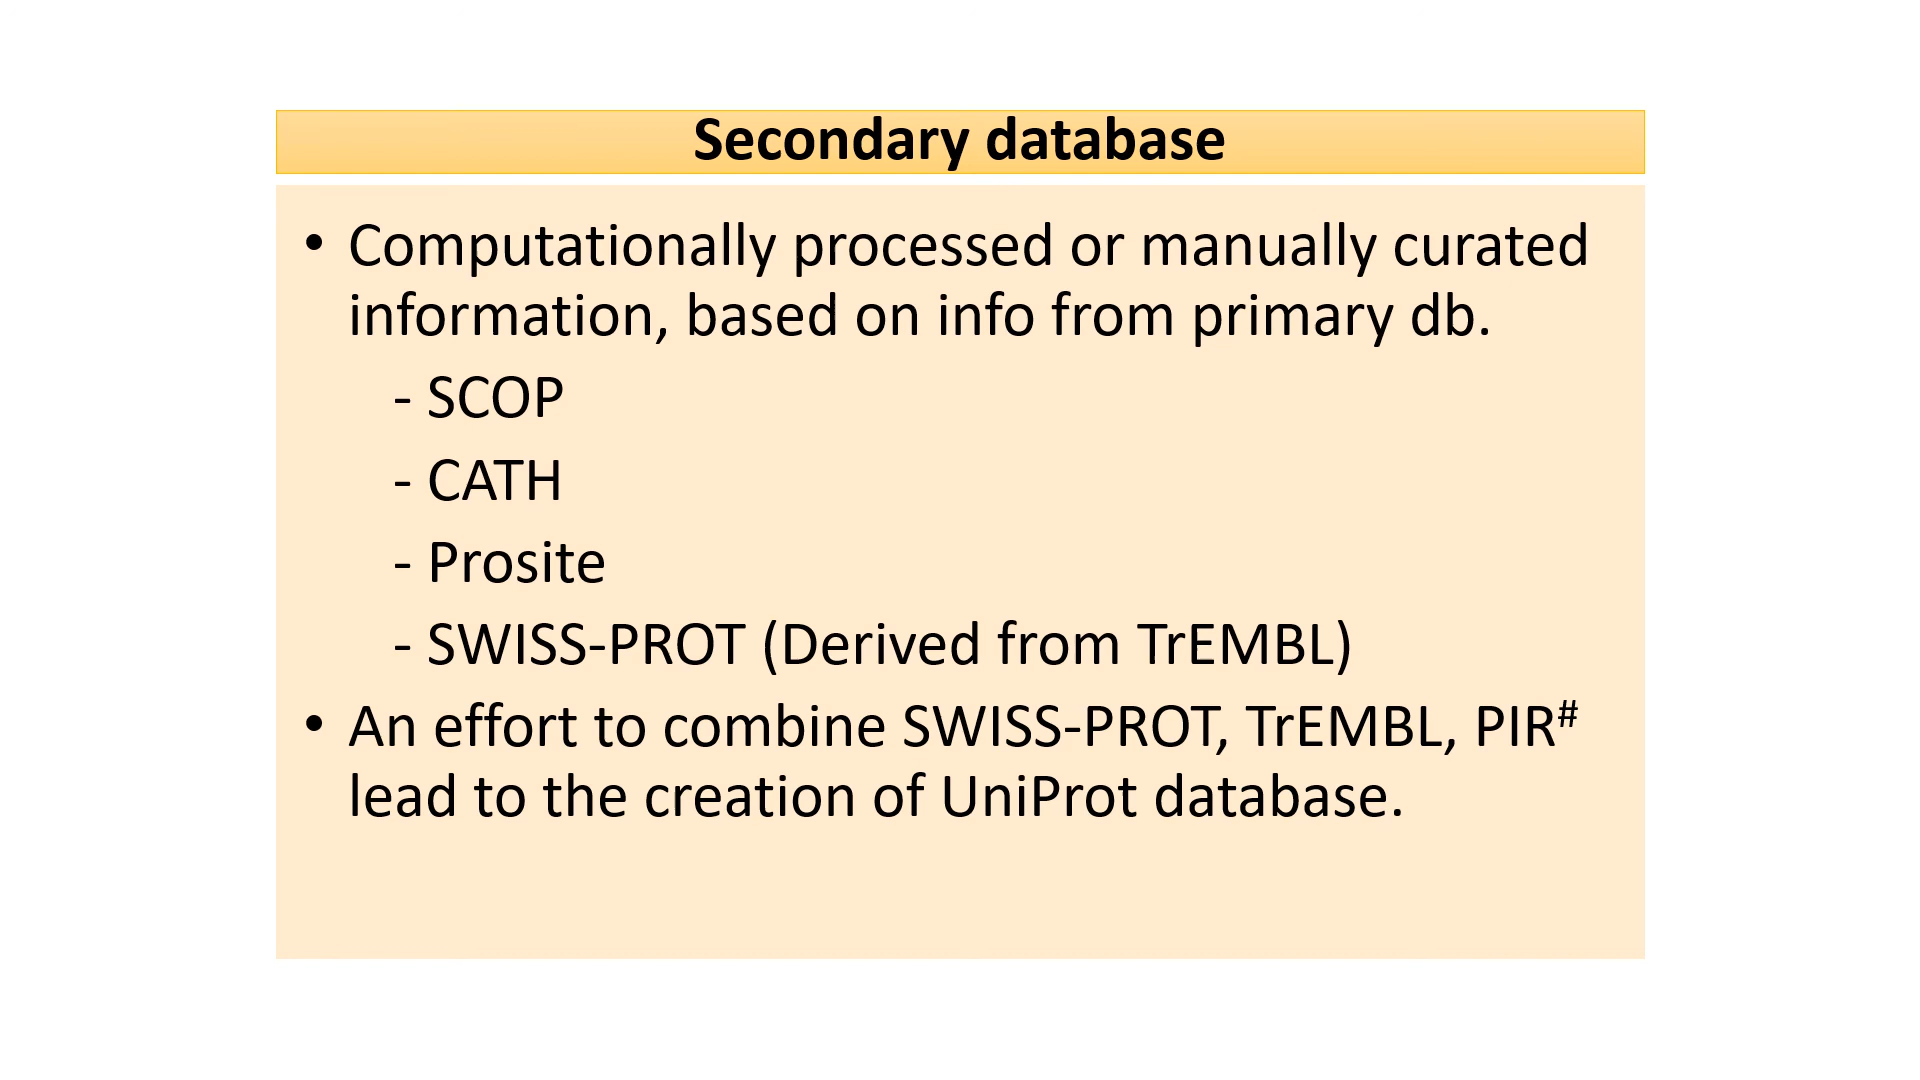 Secondary database
• Computationally processed or manually curated
information, based on info from primary db.
- SCOP
- CATH
- Prosite
- SWISS-PROT (Derived from TrEMBL)
• An effort to combine SWISS-PROT, TrEMBL, PIR#
lead to the creation of UniProt database.